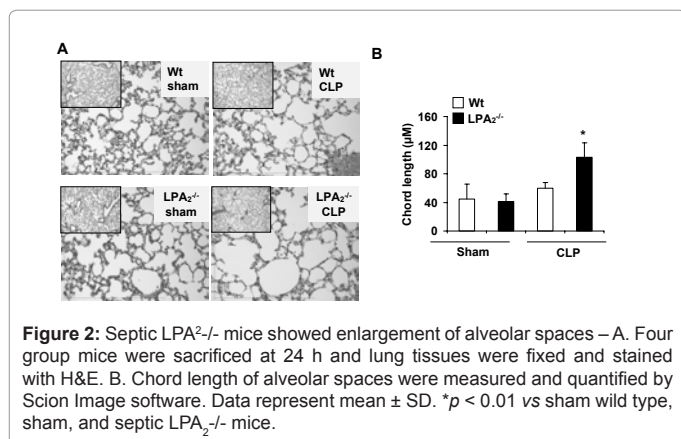 A
Wt
sham
Wt
CLP
LPA₂-/-
sham
LPA₂-/-
CLP
B
Wt
LPA₂-/-
*
Chord length (µM)
160
120
80
40
0
Sham
CLP
Figure 2: Septic LPA²-/- mice showed enlargement of alveolar spaces – A. Four
group mice were sacrificed at 24 h and lung tissues were fixed and stained
with H&E. B. Chord length of alveolar spaces were measured and quantified by
Scion Image software. Data represent mean ± SD. *p < 0.01 vs sham wild type,
sham, and septic LPA₂-/- mice.